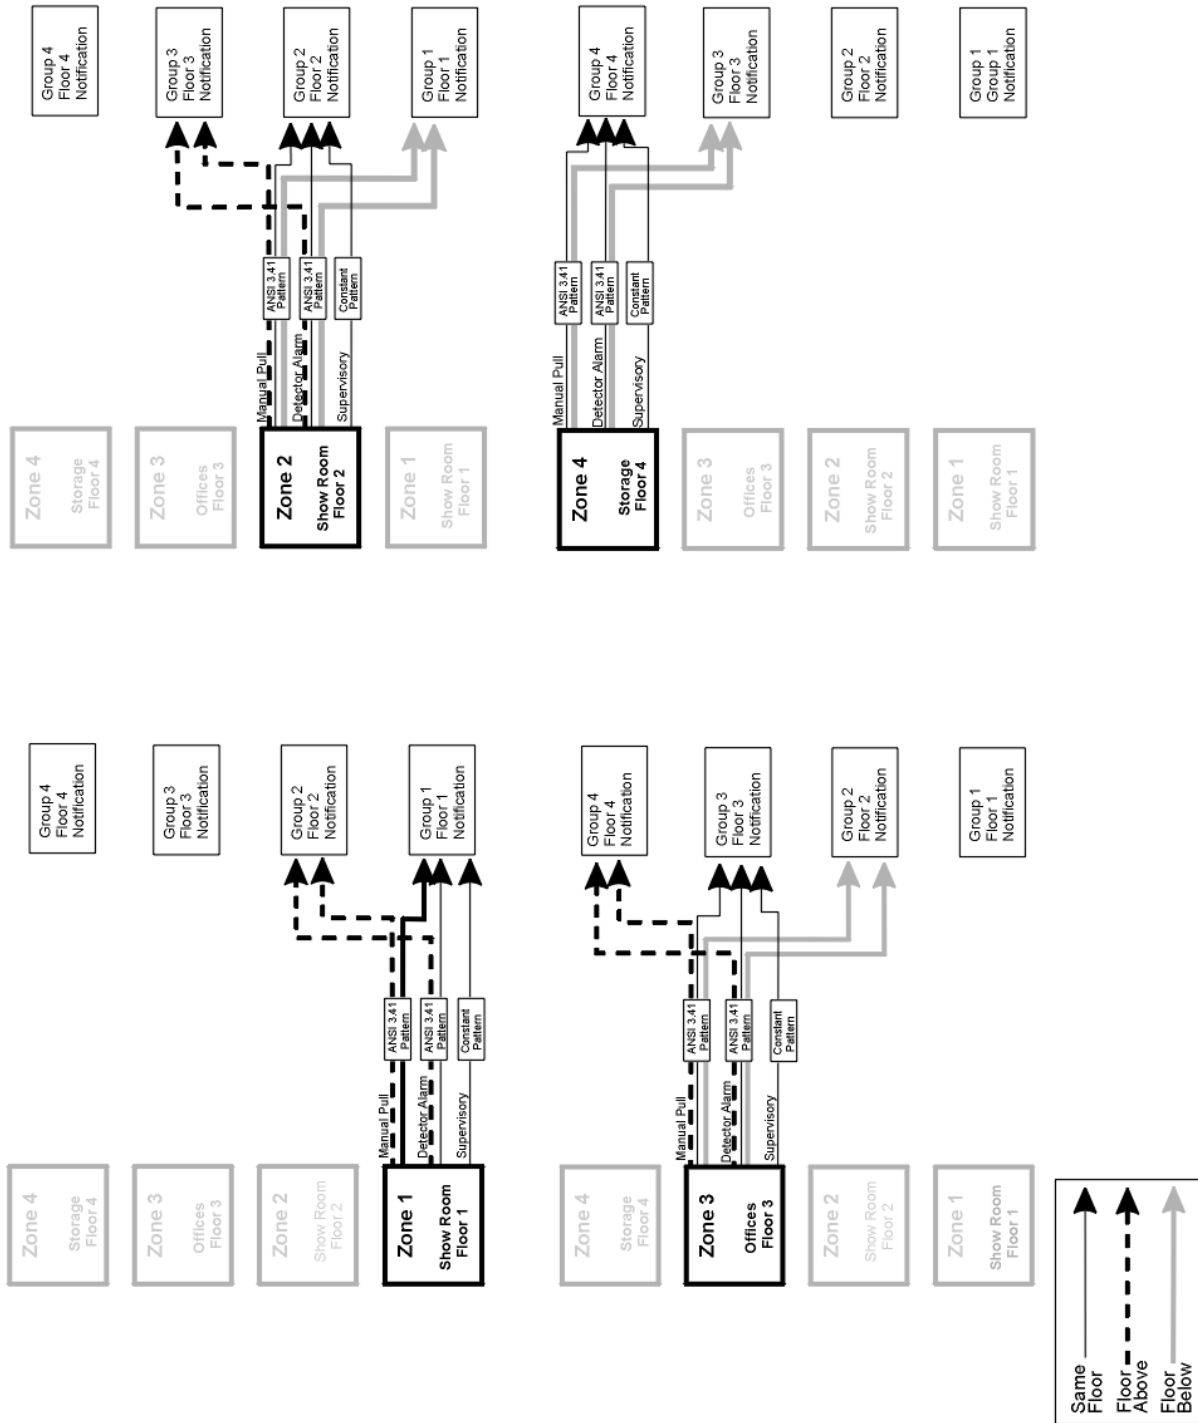 Zone 4
Storage
Floor 4
Group 4
Floor 4
Notification
Zone 3
Offices
Floor 3
Group 3
Floor 3
Notification
Zone 2
Show Room
Floor 2
Group 2
Floor 2
Notification
Zone 1
Show Room
Floor 1
Manual Pull
ANSI 3.41
Pattern
Detector Alarm
ANSI 3.41
Pattern
Supervisory
Constant
Pattern
Group 1
Floor 1
Notification
Zone 4
Storage
Floor 4
Group 4
Floor 4
Notification
Zone 3
Offices
Floor 3
Group 3
Floor 3
Notification
Zone 2
Show Room
Floor 2
Manual Pull
ANSI 3.41
Pattern
Detector Alarm
ANSI 3.41
Pattern
Supervisory
Constant
Pattern
Group 2
Floor 2
Notification
Zone 1
Show Room
Floor 1
Group 1
Floor 1
Notification
Zone 4
Storage
Floor 4
Group 4
Floor 4
Notification
Zone 3
Offices
Floor 3
Manual Pull
ANSI 3.41
Pattern
Detector Alarm
ANSI 3.41
Pattern
Supervisory
Constant
Pattern
Group 3
Floor 3
Notification
Zone 2
Show Room
Floor 2
Group 2
Floor 2
Notification
Zone 1
Show Room
Floor 1
Group 1
Floor 1
Notification
Zone 4
Storage
Floor 4
Manual Pull
ANSI 3.41
Pattern
Detector Alarm
ANSI 3.41
Pattern
Supervisory
Constant
Pattern
Group 4
Floor 4
Notification
Zone 3
Offices
Floor 3
Group 3
Floor 3
Notification
Zone 2
Show Room
Floor 2
Group 2
Floor 2
Notification
Zone 1
Show Room
Floor 1
Group 1
Group 1
Notification
Same
Floor
Floor
Above
Floor
Below